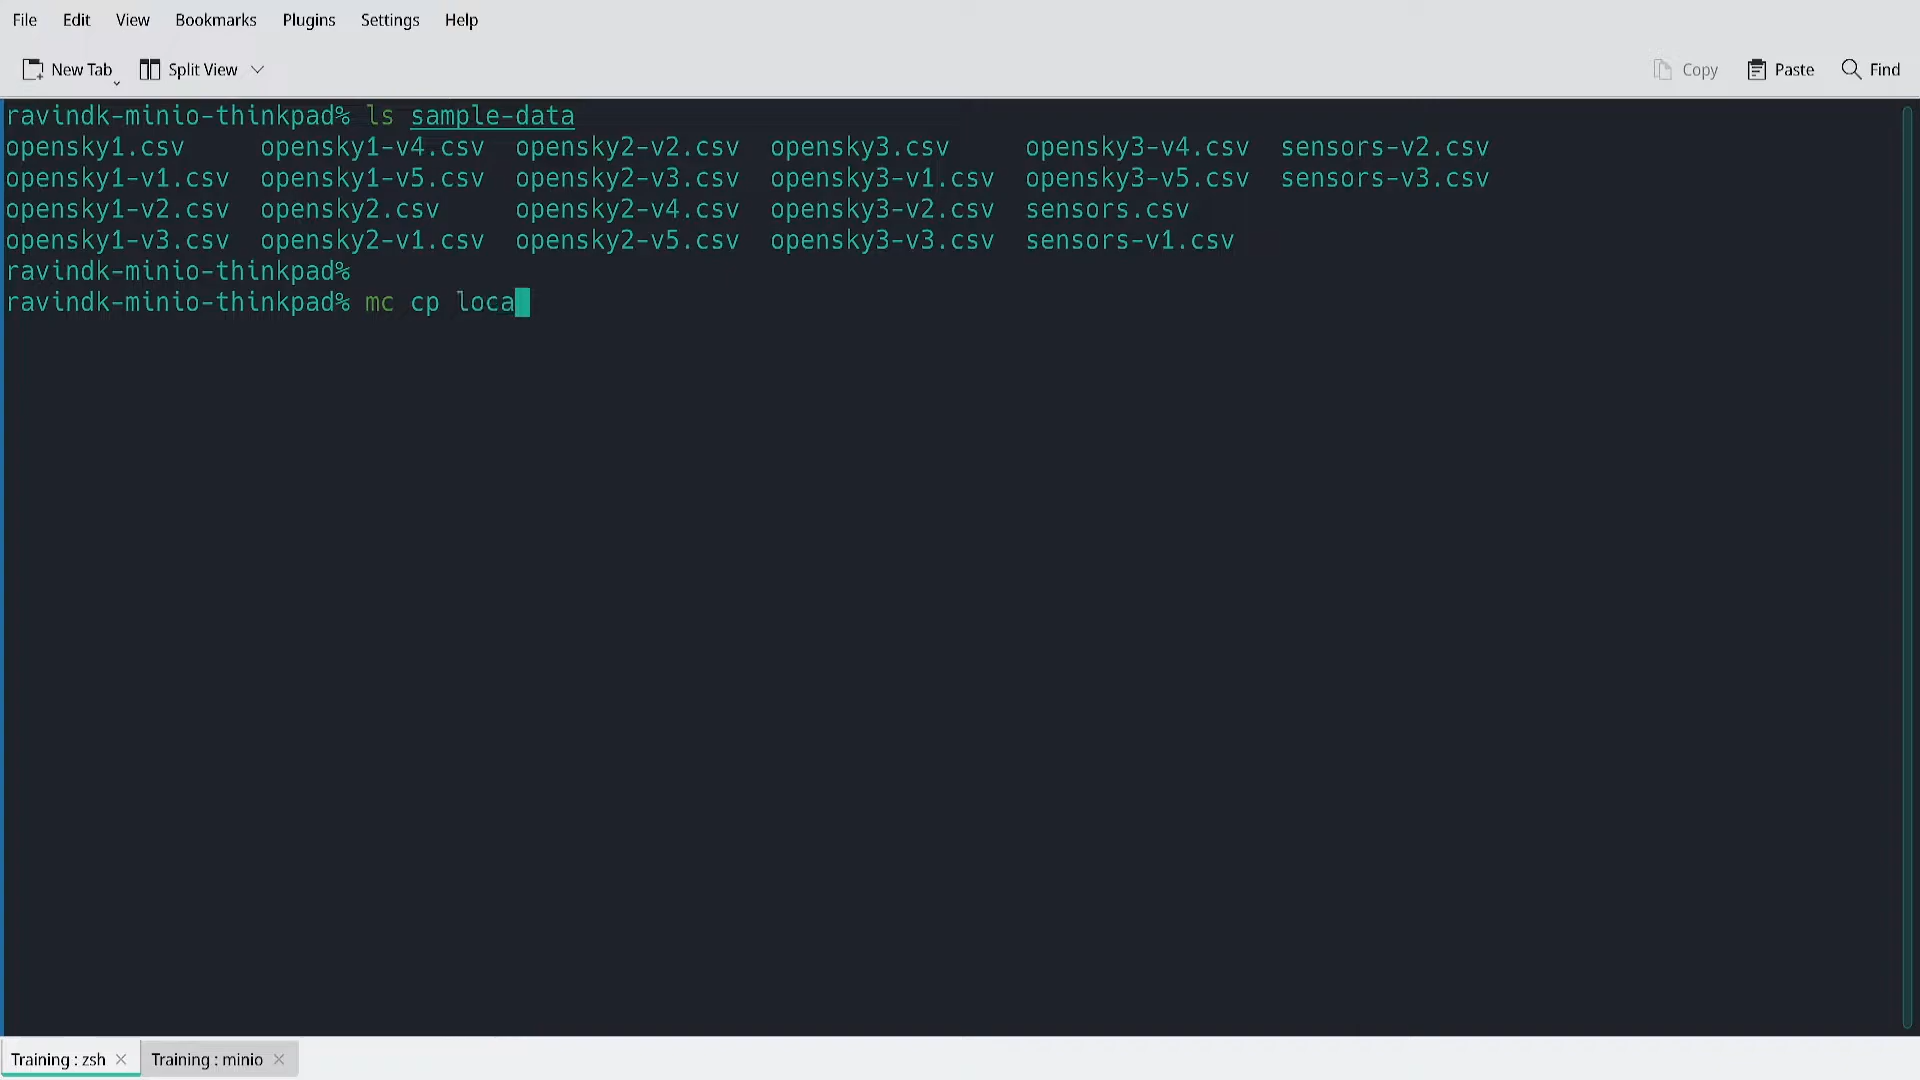 File Edit View Bookmarks Plugins Settings Help
New Tab Split View Copy Paste Find
ravindk-minio-thinkpad% ls sample-data
opensky1.csv opensky1-v4.csv opensky2-v2.csv opensky3.csv opensky3-v4.csv sensors-v2.csv
opensky1-v1.csv opensky1-v5.csv opensky2-v3.csv opensky3-v1.csv opensky3-v5.csv sensors-v3.csv
opensky1-v2.csv opensky2.csv opensky2-v4.csv opensky3-v2.csv sensors.csv
opensky1-v3.csv opensky2-v1.csv opensky2-v5.csv opensky3-v3.csv sensors-v1.csv
ravindk-minio-thinkpad%
ravindk-minio-thinkpad% mc cp loca
Training : zsh Training : minio